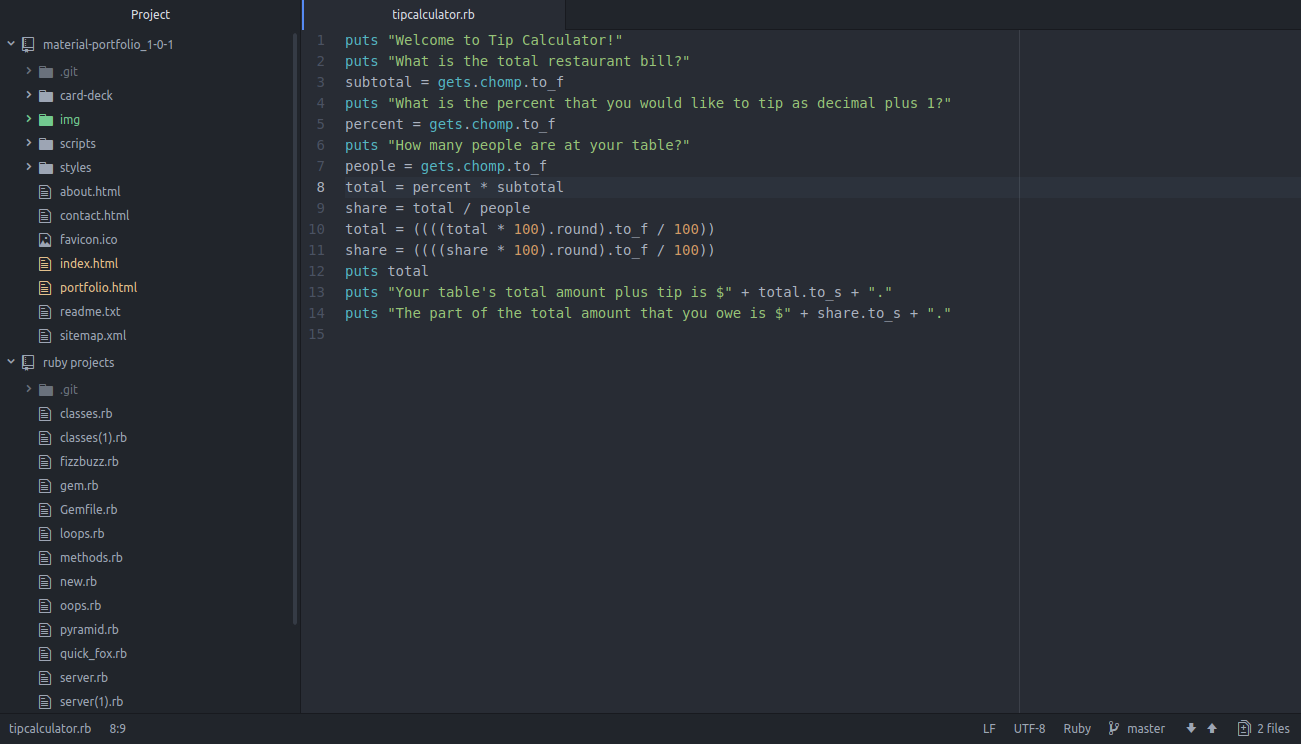 Project
material-portfolio_1-0-1
.git
card-deck
img
scripts
styles
about.html
contact.html
favicon.ico
index.html
portfolio.html
readme.txt
sitemap.xml
ruby projects
.git
classes.rb
classes(1).rb
fizzbuzz.rb
gem.rb
Gemfile.rb
loops.rb
methods.rb
new.rb
oops.rb
pyramid.rb
quick_fox.rb
server.rb
server(1).rb
tipcalculator.rb
1 puts "Welcome to Tip Calculator!"
2 puts "What is the total restaurant bill?"
3 subtotal = gets.chomp.to_f
4 puts "What is the percent that you would like to tip as decimal plus 1?"
5 percent = gets.chomp.to_f
6 puts "How many people are at your table?"
7 people = gets.chomp.to_f
8 total = percent * subtotal
9 share = total / people
10 total = ((((total * 100).round).to_f / 100))
11 share = ((((share * 100).round).to_f / 100))
12 puts total
13 puts "Your table's total amount plus tip is $" + total.to_s + "."
14 puts "The part of the total amount that you owe is $" + share.to_s + "."
15
tipcalculator.rb 8:9 LF UTF-8 Ruby master 2 files